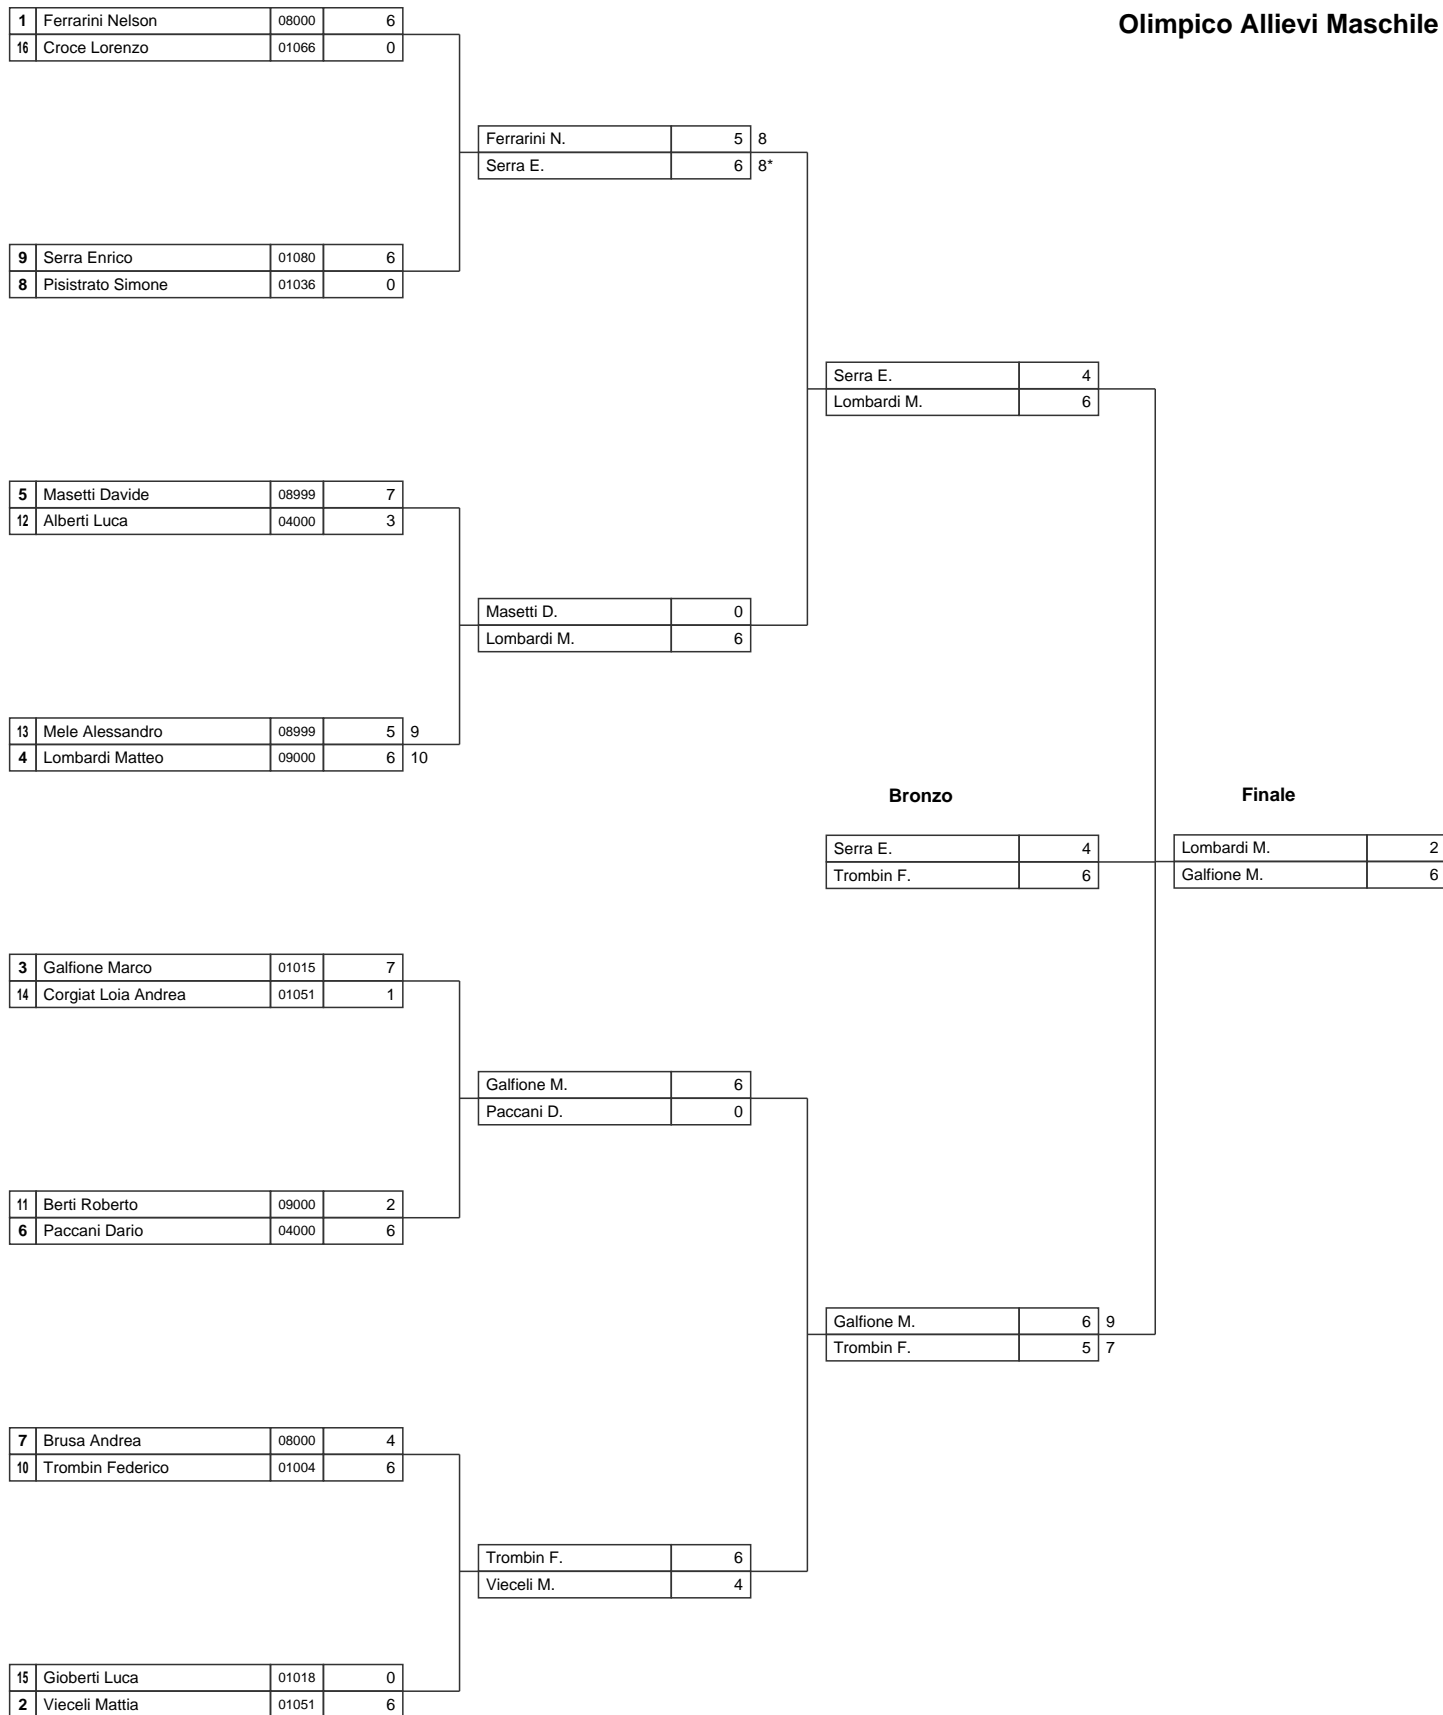 Olimpico Allievi Maschile
1 Ferrarini Nelson 08000 6
16 Croce Lorenzo 01066 0
Ferrarini N. 5 8
Serra E. 6 8*
9 Serra Enrico 01080 6
8 Pisistrato Simone 01036 0
Serra E. 4
Lombardi M. 6
5 Masetti Davide 08999 7
12 Alberti Luca 04000 3
Masetti D. 0
Lombardi M. 6
13 Mele Alessandro 08999 5 9
4 Lombardi Matteo 09000 6 10
Bronzo Finale
Serra E. 4 Lombardi M. 2
Trombin F. 6 Galfione M. 6
3 Galfione Marco 01015 7
14 Corgiat Loia Andrea 01051 1
Galfione M. 6
Paccani D. 0
11 Berti Roberto 09000 2
6 Paccani Dario 04000 6
Galfione M. 6 9
Trombin F. 5 7
7 Brusa Andrea 08000 4
10 Trombin Federico 01004 6
Trombin F. 6
Vieceli M. 4
15 Gioberti Luca 01018 0
2 Vieceli Mattia 01051 6